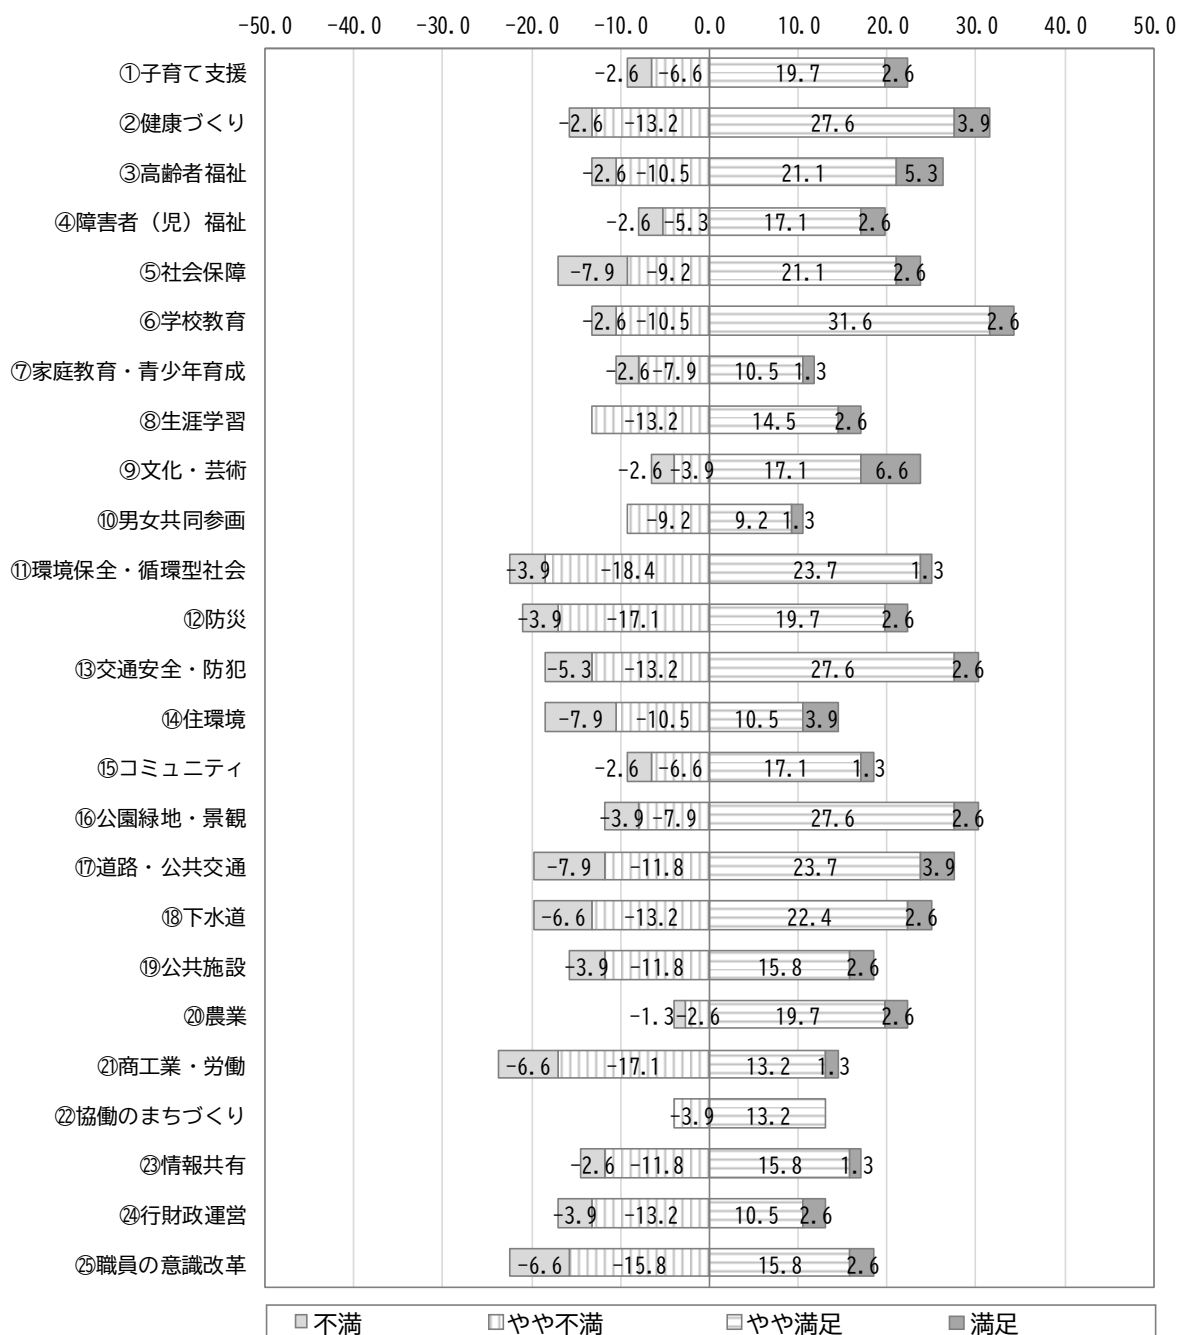 -50.0 -40.0 -30.0 -20.0 -10.0 0.0 10.0 20.0 30.0 40.0 50.0
①子育て支援 -2.6 -6.6 19.7 2.6
②健康づくり -2.6 -13.2 27.6 3.9
③高齢者福祉 -2.6 -10.5 21.1 5.3
④障害者（児）福祉 -2.6 -5.3 17.1 2.6
⑤社会保障 -7.9 -9.2 21.1 2.6
⑥学校教育 -2.6 -10.5 31.6 2.6
⑦家庭教育・青少年育成 -2.6 -7.9 10.5 1.3
⑧生涯学習 -13.2 14.5 2.6
⑨文化・芸術 -2.6 -3.9 17.1 6.6
⑩男女共同参画 -9.2 9.2 1.3
⑪環境保全・循環型社会 -3.9 -18.4 23.7 1.3
⑫防災 -3.9 -17.1 19.7 2.6
⑬交通安全・防犯 -5.3 -13.2 27.6 2.6
⑭住環境 -7.9 -10.5 10.5 3.9
⑮コミュニティ -2.6 -6.6 17.1 1.3
⑯公園緑地・景観 -3.9 -7.9 27.6 2.6
⑰道路・公共交通 -7.9 -11.8 23.7 3.9
⑱下水道 -6.6 -13.2 22.4 2.6
⑲公共施設 -3.9 -11.8 15.8 2.6
⑳農業 -1.3 -2.6 19.7 2.6
㉑商工業・労働 -6.6 -17.1 13.2 1.3
㉒協働のまちづくり -3.9 13.2
㉓情報共有 -2.6 -11.8 15.8 1.3
㉔行財政運営 -3.9 -13.2 10.5 2.6
㉕職員の意識改革 -6.6 -15.8 15.8 2.6
不満 やや不満 やや満足 満足